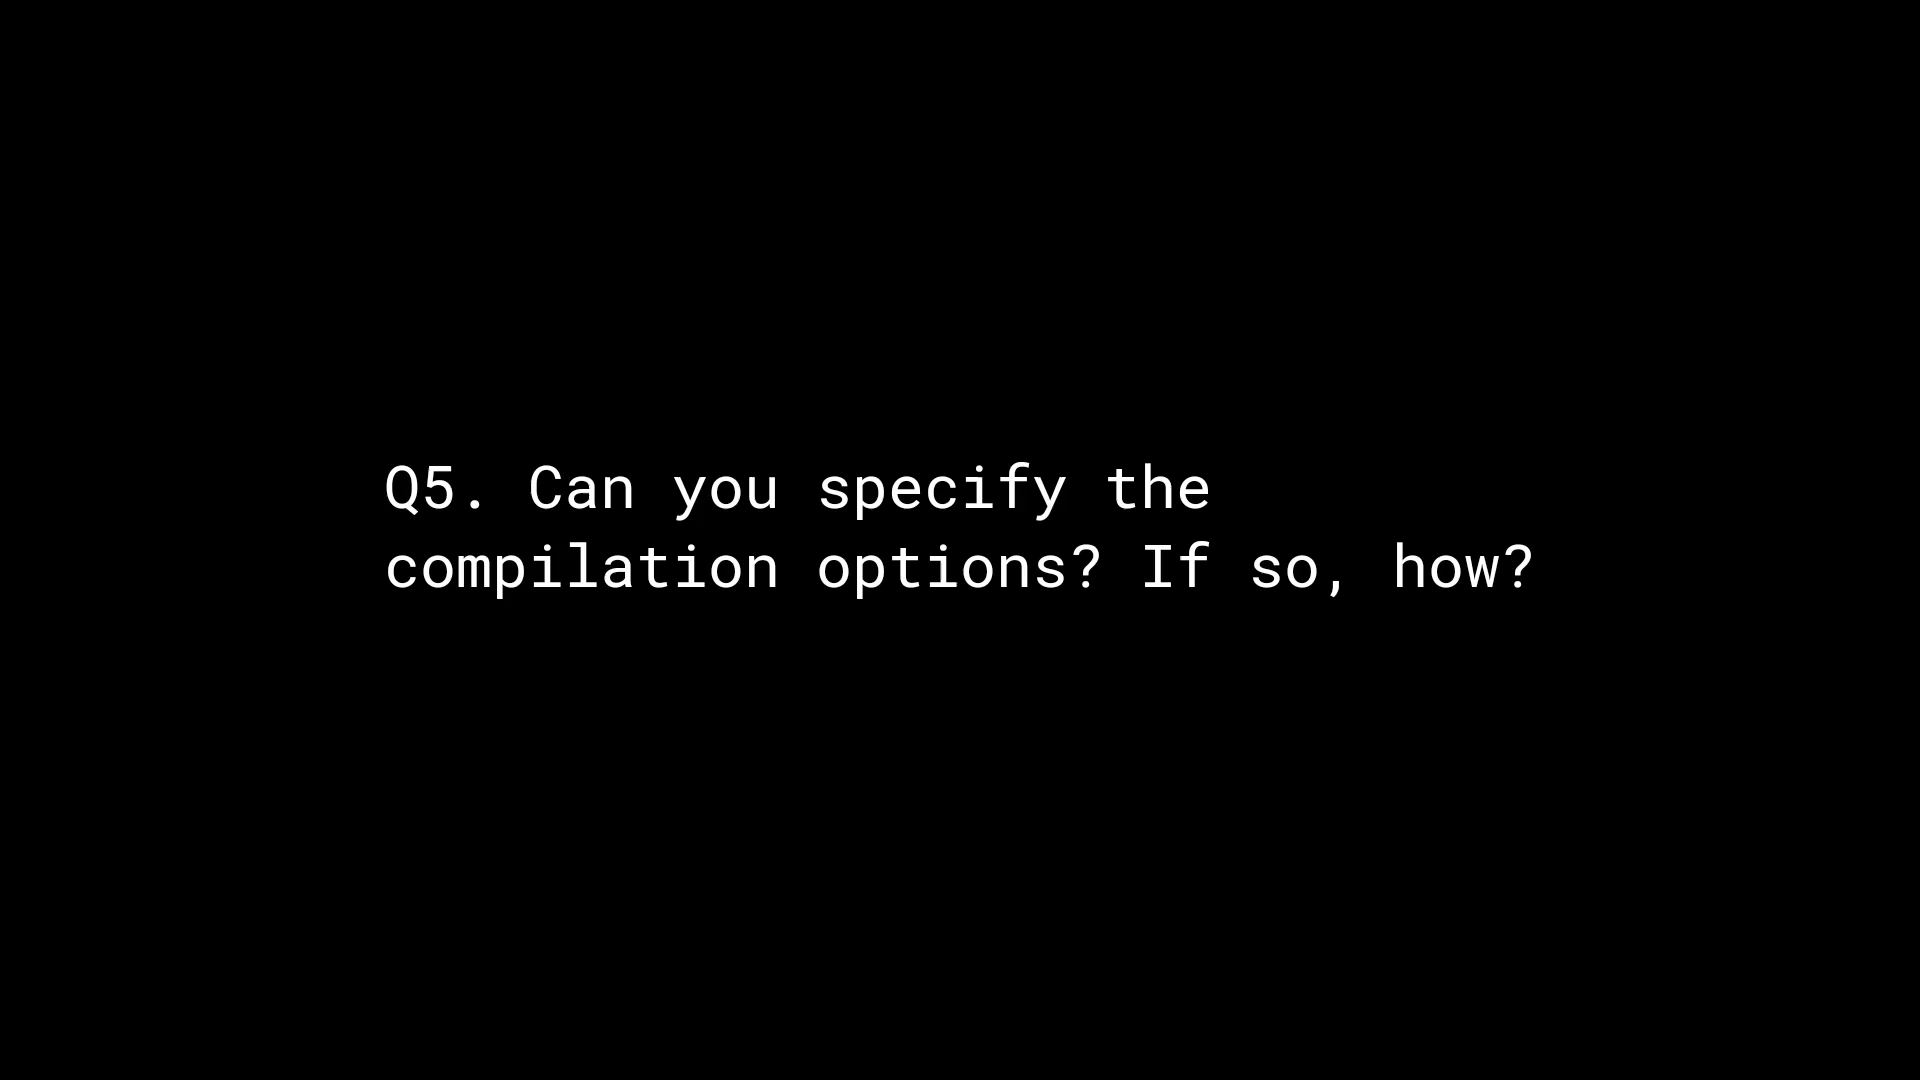 Q5. Can you specify the
compilation options? If so, how?